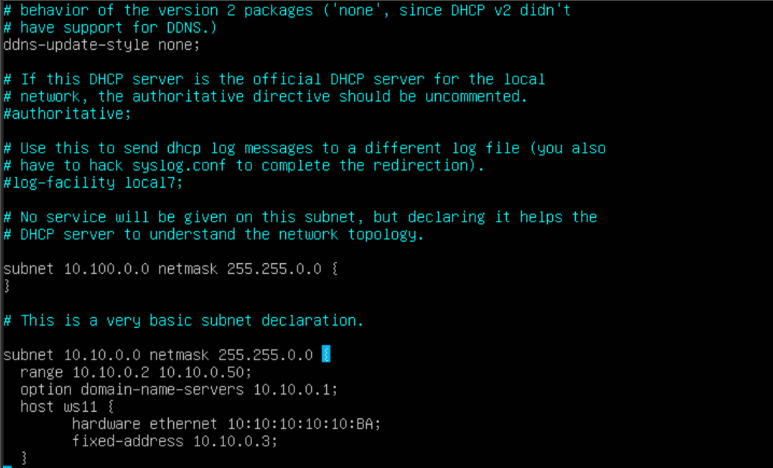 # behavior of the version 2 packages ('none', since DHCP v2 didn't
# have support for DDNS.)
ddns-update-style none;
# If this DHCP server is the official DHCP server for the local
# network, the authoritative directive should be uncommented.
#authoritative;
# Use this to send dhcp log messages to a different log file (you also
# have to hack syslog.conf to complete the redirection).
#log-facility local7;
# No service will be given on this subnet, but declaring it helps the
# DHCP server to understand the network topology.
subnet 10.100.0.0 netmask 255.255.0.0 {
}
# This is a very basic subnet declaration.
subnet 10.10.0.0 netmask 255.255.0.0 {
  range 10.10.0.2 10.10.0.50;
  option domain-name-servers 10.10.0.1;
  host ws11 {
        hardware ethernet 10:10:10:10:10:BA;
        fixed-address 10.10.0.3;
  }